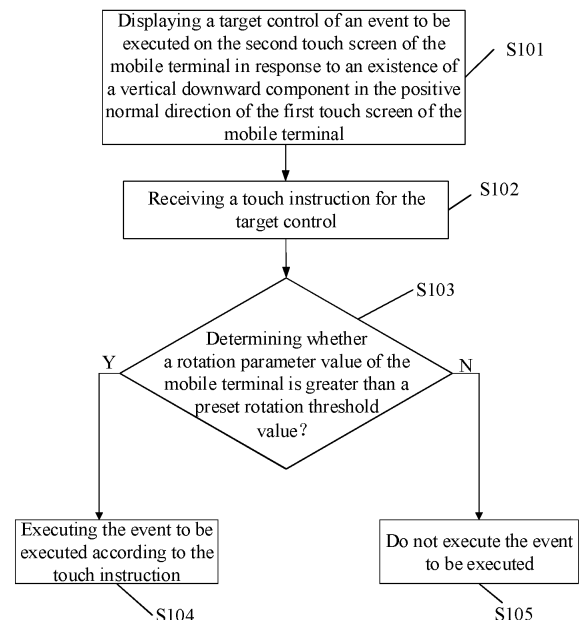 Displaying a target control of an event to be
executed on the second touch screen of the
mobile terminal in response to an existence of
a vertical downward component in the positive
normal direction of the first touch screen of the
mobile terminal
S101
Receiving a touch instruction for the
target control
S102
S103
Determining whether
a rotation parameter value of the
mobile terminal is greater than a
preset rotation threshold
value?
Y
N
Executing the event to be
executed according to the
touch instruction
S104
Do not execute the event
to be executed
S105